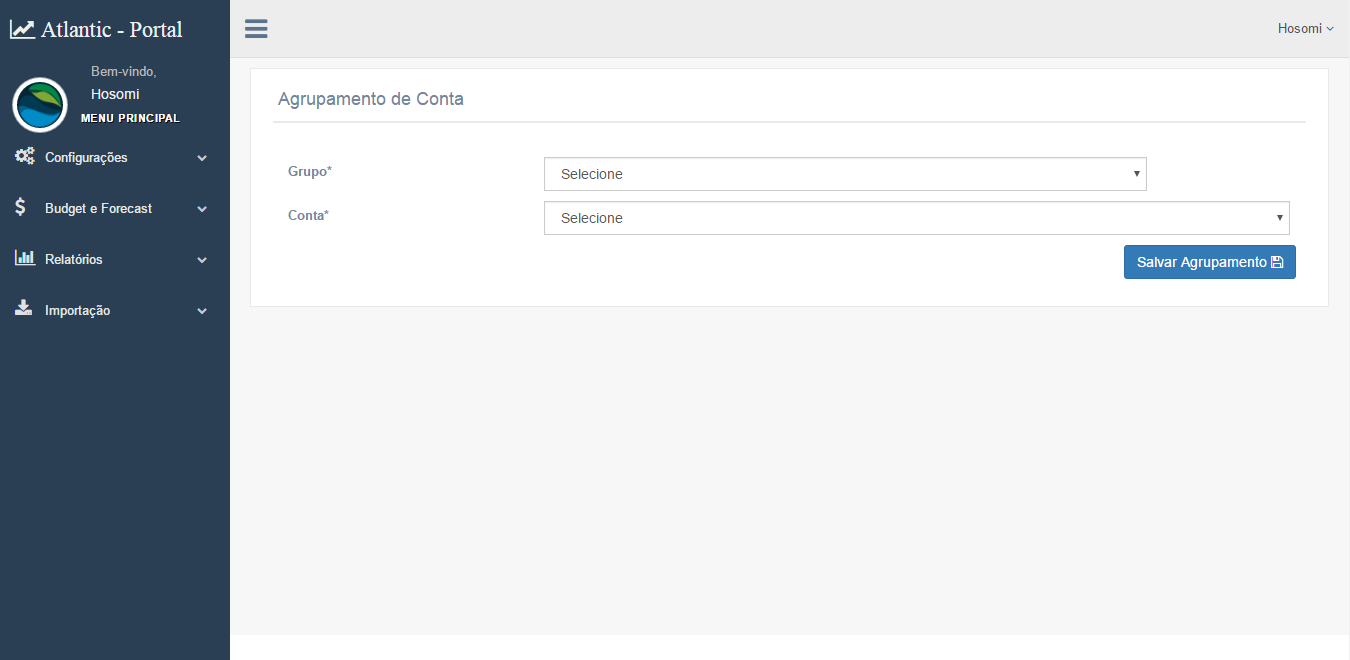 Atlantic - Portal
Hosomi
Bem-vindo,
Hosomi
MENU PRINCIPAL
Configurações
Budget e Forecast
Relatórios
Importação
Agrupamento de Conta
Grupo*
Selecione
Conta*
Selecione
Salvar Agrupamento